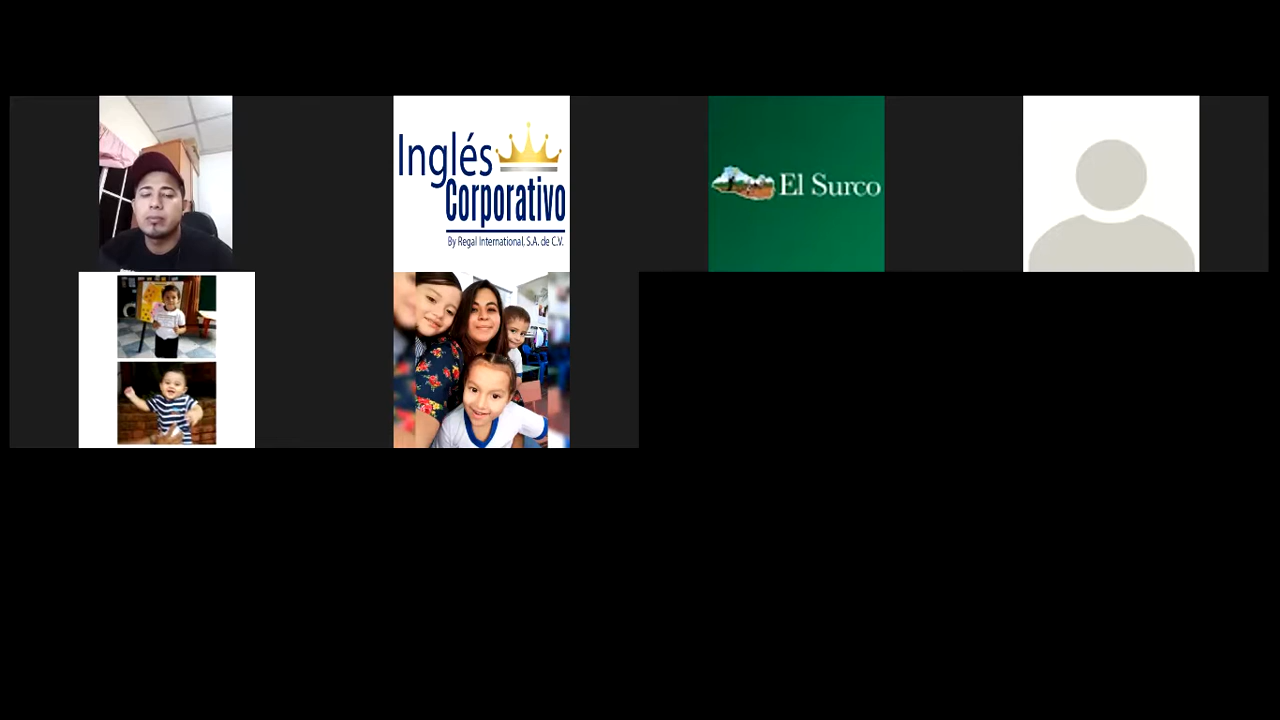 Inglés
Corporativo
By Regal International, S.A. de C.V.
El Surco